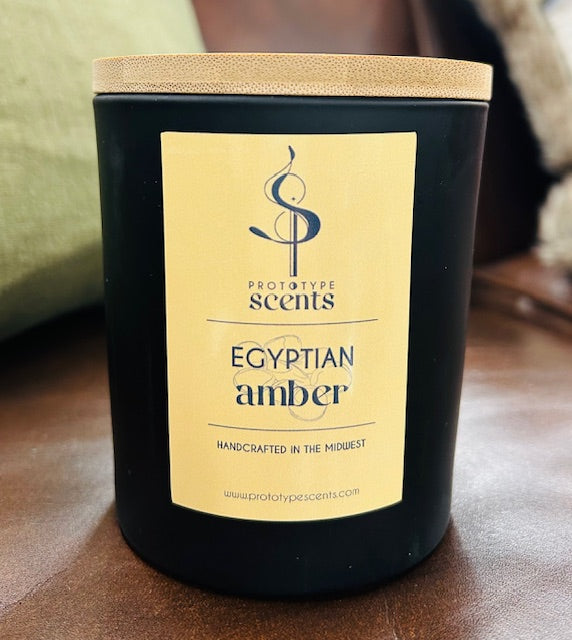 PROTOTYPE
scents
EGYPTIAN
amber
HANDCRAFTED IN THE MIDWEST
www.prototypescents.com